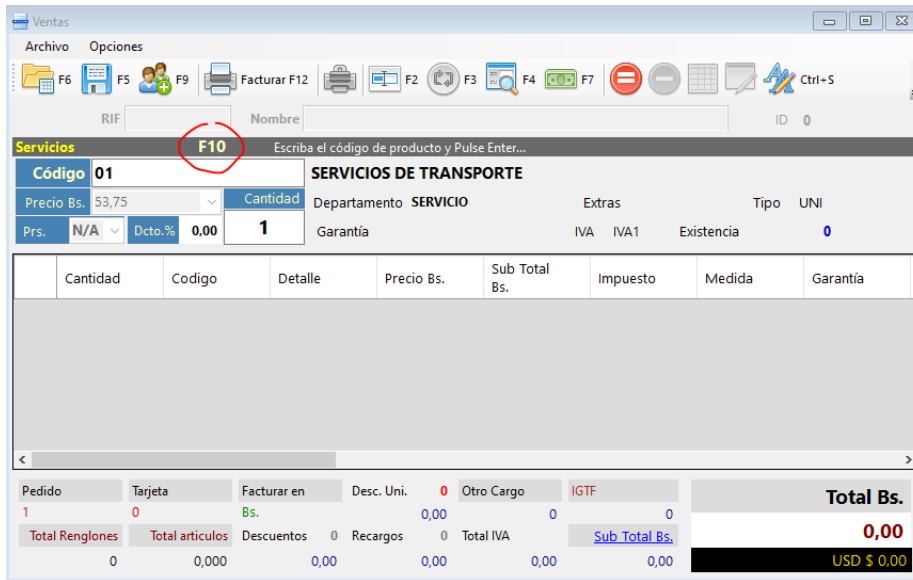 Ventas
Archivo Opciones
F6 F5 F9 Facturar F12 F2 F3 F4 F7 Ctrl+S
RIF Nombre ID 0
Servicios F10 Escriba el código de producto y Pulse Enter...
Código 01 SERVICIOS DE TRANSPORTE
Precio Bs. 53,75 Cantidad Departamento SERVICIO Extras Tipo UNI
Prs. N/A Dcto.% 0,00 1 Garantía IVA IVA1 Existencia 0
Cantidad Codigo Detalle Precio Bs. Sub Total Bs. Impuesto Medida Garantía
Pedido Tarjeta Facturar en Desc. Uni. 0 Otro Cargo IGTF Total Bs.
1 0 Bs. 0,00 0 0
Total Renglones Total articulos Descuentos 0 Recargos 0 Total IVA Sub Total Bs. 0,00
0 0,000 0,00 0,00 0,00 0,00 USD $ 0,00